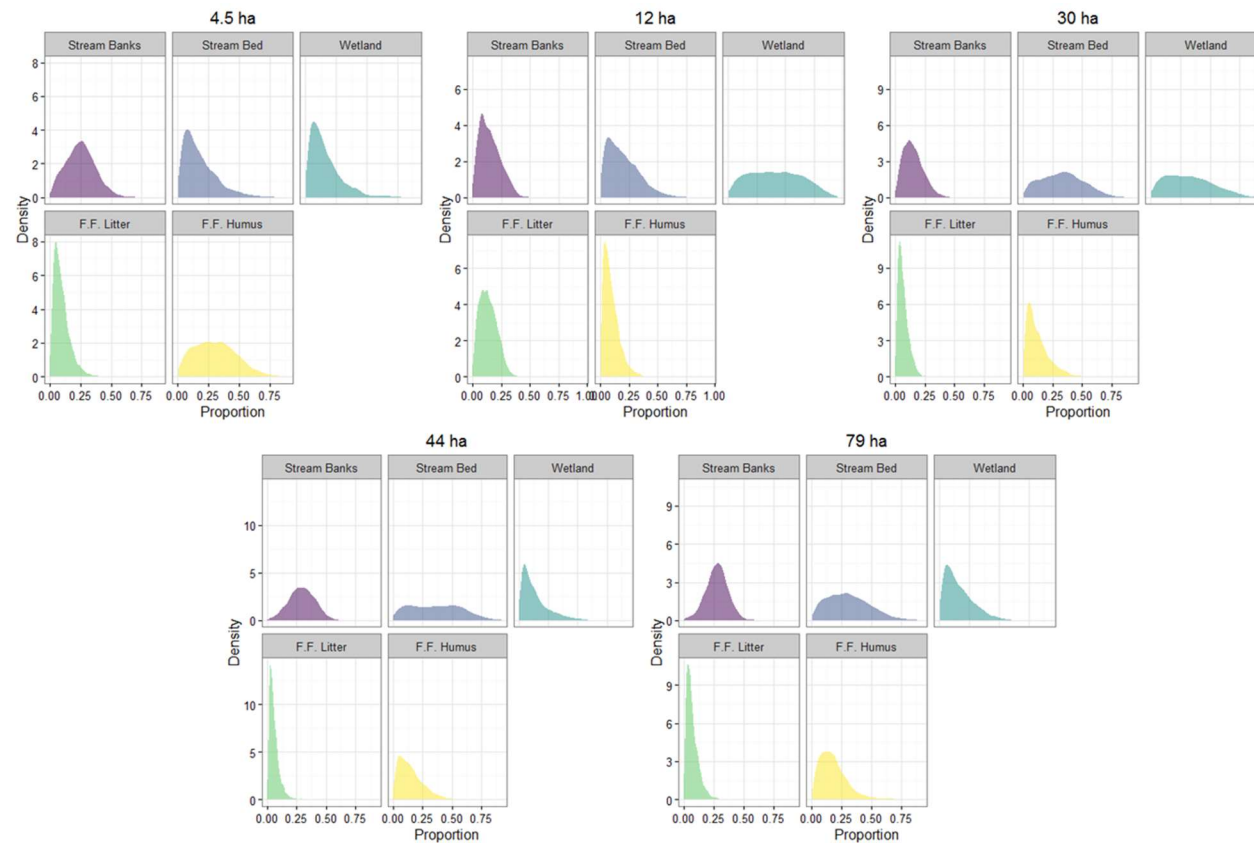 4.5 ha
Stream Banks Stream Bed Wetland
8
6
4
2
0
Density
F.F. Litter F.F. Humus
8
6
4
2
0
0.00 0.25 0.50 0.75 0.00 0.25 0.50 0.75
Proportion
12 ha
Stream Banks Stream Bed Wetland
6
4
2
0
Density
F.F. Litter F.F. Humus
6
4
2
0
0.00 0.25 0.50 0.75 1.00 0.00 0.25 0.50 0.75 1.00
Proportion
30 ha
Stream Banks Stream Bed Wetland
9
6
3
0
Density
F.F. Litter F.F. Humus
9
6
3
0
0.00 0.25 0.50 0.75 0.00 0.25 0.50 0.75
Proportion
44 ha
Stream Banks Stream Bed Wetland
10
5
0
Density
F.F. Litter F.F. Humus
10
5
0
0.00 0.25 0.50 0.75 0.00 0.25 0.50 0.75
Proportion
79 ha
Stream Banks Stream Bed Wetland
9
6
3
0
Density
F.F. Litter F.F. Humus
9
6
3
0
0.00 0.25 0.50 0.75 0.00 0.25 0.50 0.75
Proportion